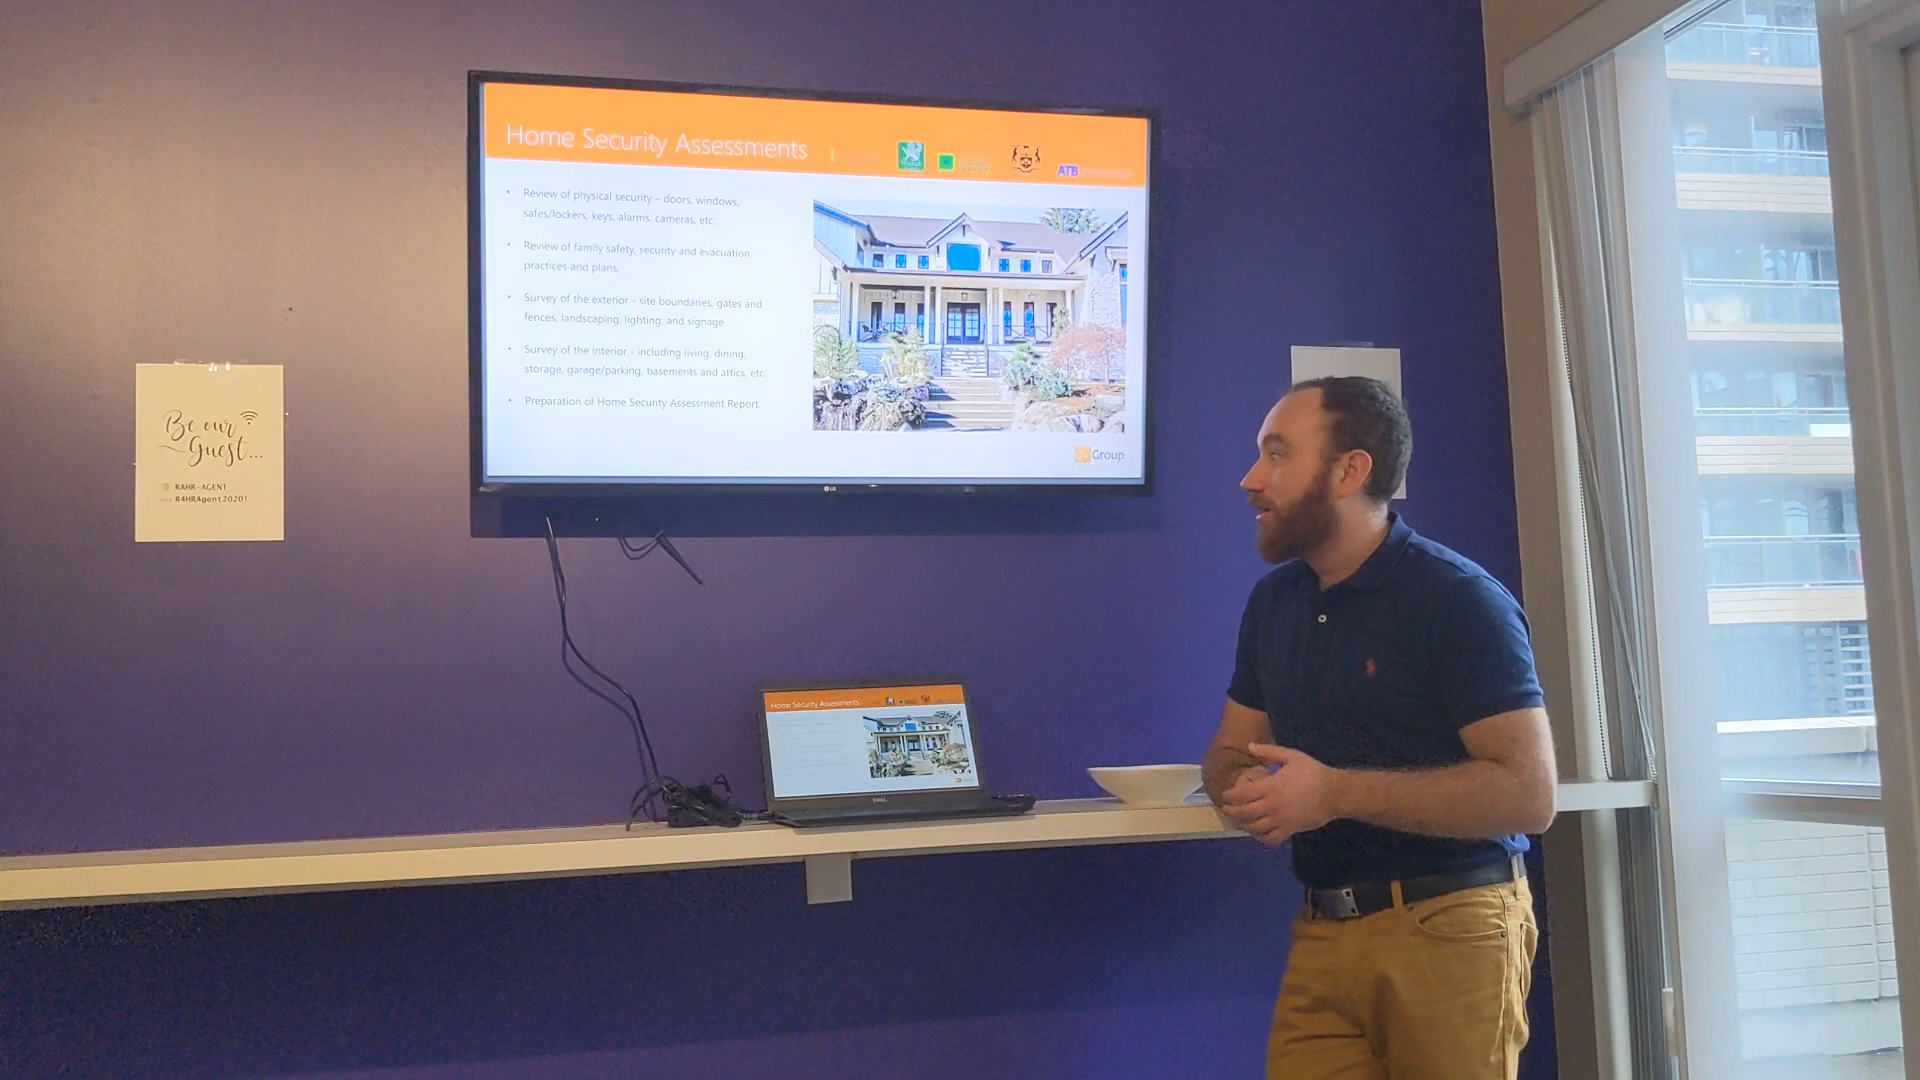 Home Security Assessments
ATB
• Review of physical security – doors, windows,
safes/lockers, keys, alarms, cameras, etc.
• Review of family safety, security and evacuation
practices and plans.
• Survey of the exterior - site boundaries, gates and
fences, landscaping, lighting, and signage.
• Survey of the interior - including living, dining,
storage, garage/parking, basements and attics, etc.
• Preparation of Home Security Assessment Report.
Group
LG
Be our
Guest...
RAHR-AGENT
R4HRAgent2020!
Home Security Assessments
DELL